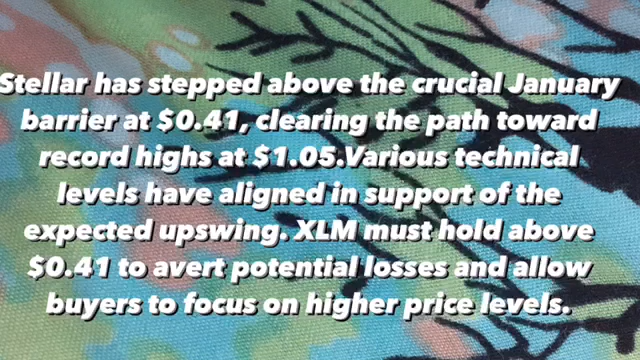 Stellar has stepped above the crucial January
barrier at $0.41, clearing the path toward
record highs at $1.05.Various technical
levels have aligned in support of the
expected upswing. XLM must hold above
$0.41 to avert potential losses and allow
buyers to focus on higher price levels.